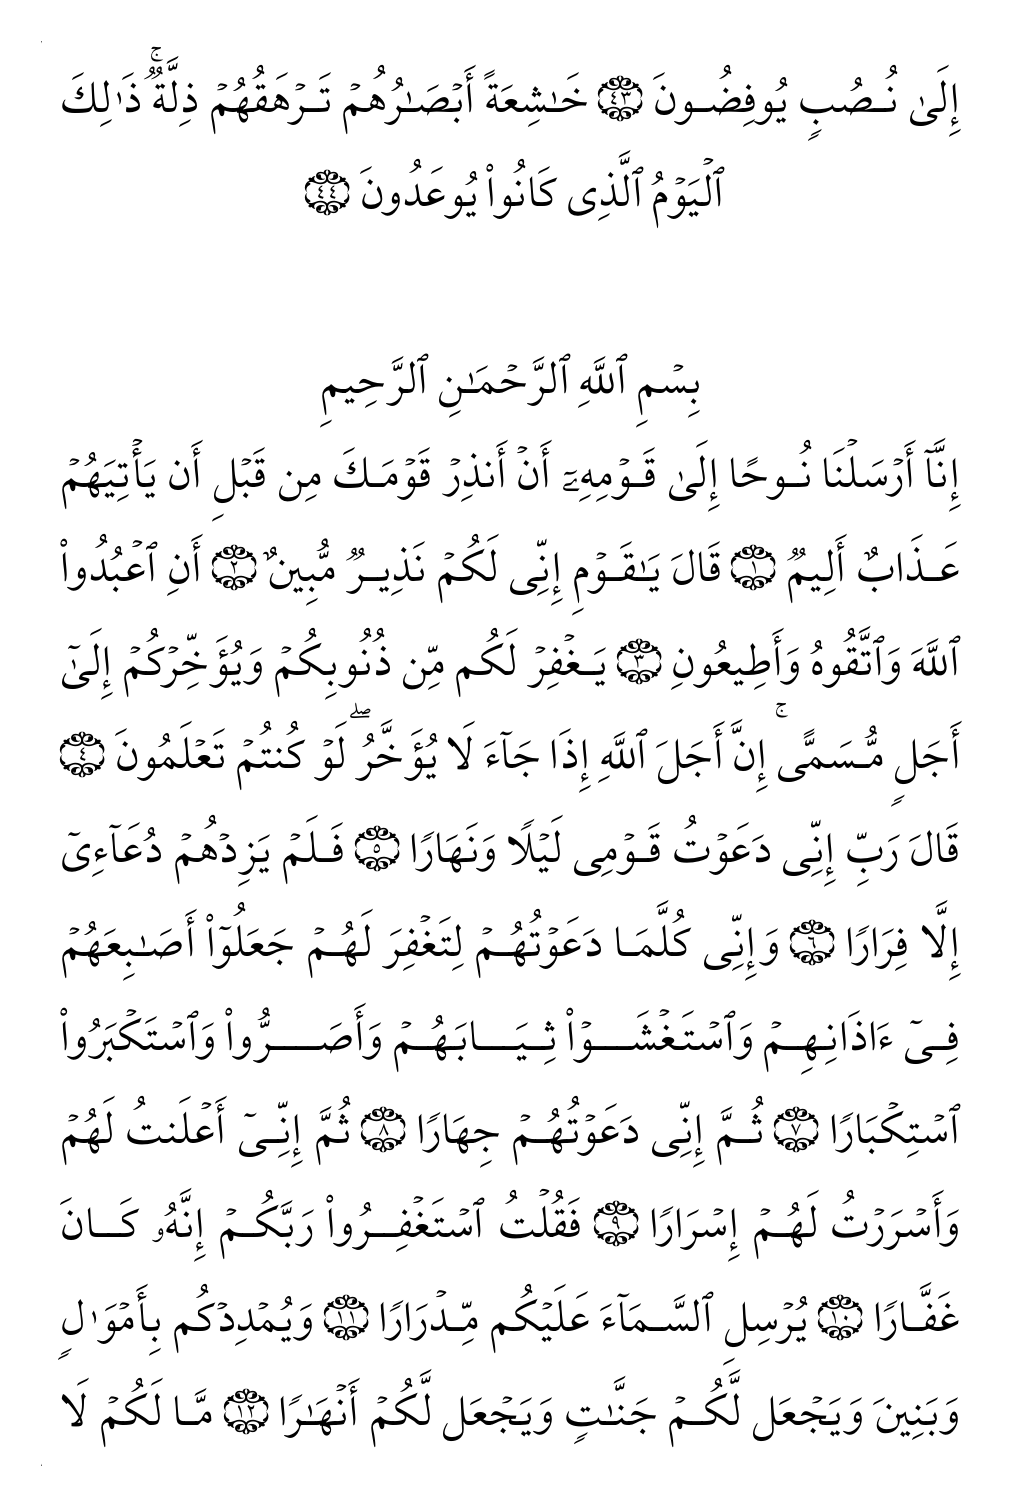 إِلَىٰ نُصُبٍ يُوفِضُونَ ٤٣ خَـٰشِعَةً أَبْصَـٰرُهُمْ تَرْهَقُهُمْ ذِلَّةٌ ۚ ذَٰلِكَ
ٱلْيَوْمُ ٱلَّذِى كَانُوا۟ يُوعَدُونَ ٤٤
بِسْمِ ٱللَّهِ ٱلرَّحْمَـٰنِ ٱلرَّحِيمِ
إِنَّآ أَرْسَلْنَا نُوحًا إِلَىٰ قَوْمِهِۦٓ أَنْ أَنذِرْ قَوْمَكَ مِن قَبْلِ أَن يَأْتِيَهُمْ
عَذَابٌ أَلِيمٌ ١ قَالَ يَـٰقَوْمِ إِنِّى لَكُمْ نَذِيرٌ مُّبِينٌ ٢ أَنِ ٱعْبُدُوا۟
ٱللَّهَ وَٱتَّقُوهُ وَأَطِيعُونِ ٣ يَغْفِرْ لَكُم مِّن ذُنُوبِكُمْ وَيُؤَخِّرْكُمْ إِلَىٰٓ
أَجَلٍ مُّسَمًّى ۚ إِنَّ أَجَلَ ٱللَّهِ إِذَا جَآءَ لَا يُؤَخَّرُ ۖ لَوْ كُنتُمْ تَعْلَمُونَ ٤
قَالَ رَبِّ إِنِّى دَعَوْتُ قَوْمِى لَيْلًا وَنَهَارًا ٥ فَلَمْ يَزِدْهُمْ دُعَآءِىٓ
إِلَّا فِرَارًا ٦ وَإِنِّى كُلَّمَا دَعَوْتُهُمْ لِتَغْفِرَ لَهُمْ جَعَلُوٓا۟ أَصَـٰبِعَهُمْ
فِىٓ ءَاذَانِهِمْ وَٱسْتَغْشَوْا۟ ثِيَابَهُمْ وَأَصَرُّوا۟ وَٱسْتَكْبَرُوا۟
ٱسْتِكْبَارًا ٧ ثُمَّ إِنِّى دَعَوْتُهُمْ جِهَارًا ٨ ثُمَّ إِنِّىٓ أَعْلَنتُ لَهُمْ
وَأَسْرَرْتُ لَهُمْ إِسْرَارًا ٩ فَقُلْتُ ٱسْتَغْفِرُوا۟ رَبَّكُمْ إِنَّهُۥ كَانَ
غَفَّارًا ١٠ يُرْسِلِ ٱلسَّمَآءَ عَلَيْكُم مِّدْرَارًا ١١ وَيُمْدِدْكُم بِأَمْوَٰلٍ
وَبَنِينَ وَيَجْعَل لَّكُمْ جَنَّـٰتٍ وَيَجْعَل لَّكُمْ أَنْهَـٰرًا ١٢ مَّا لَكُمْ لَا